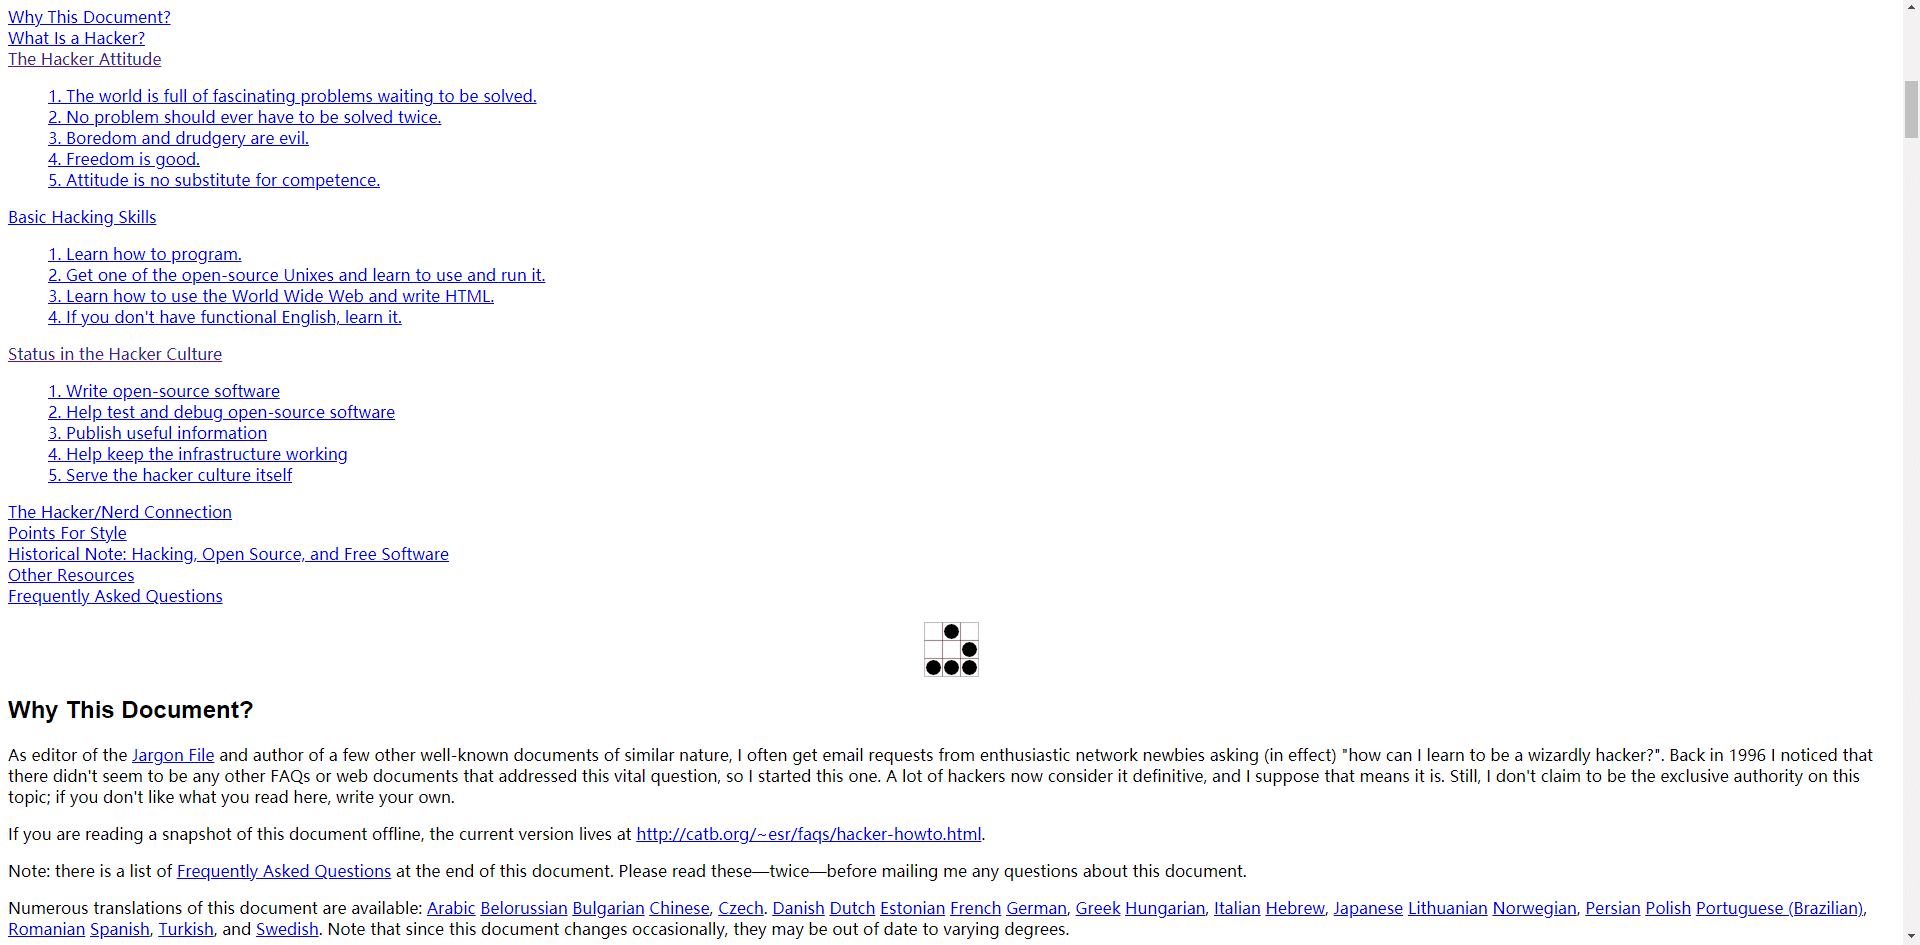 Why This Document?
What Is a Hacker?
The Hacker Attitude
1. The world is full of fascinating problems waiting to be solved.
2. No problem should ever have to be solved twice.
3. Boredom and drudgery are evil.
4. Freedom is good.
5. Attitude is no substitute for competence.
Basic Hacking Skills
1. Learn how to program.
2. Get one of the open-source Unixes and learn to use and run it.
3. Learn how to use the World Wide Web and write HTML.
4. If you don't have functional English, learn it.
Status in the Hacker Culture
1. Write open-source software
2. Help test and debug open-source software
3. Publish useful information
4. Help keep the infrastructure working
5. Serve the hacker culture itself
The Hacker/Nerd Connection
Points For Style
Historical Note: Hacking, Open Source, and Free Software
Other Resources
Frequently Asked Questions
Why This Document?
As editor of the Jargon File and author of a few other well-known documents of similar nature, I often get email requests from enthusiastic network newbies asking (in effect) "how can I learn to be a wizardly hacker?". Back in 1996 I noticed that
there didn't seem to be any other FAQs or web documents that addressed this vital question, so I started this one. A lot of hackers now consider it definitive, and I suppose that means it is. Still, I don't claim to be the exclusive authority on this
topic; if you don't like what you read here, write your own.
If you are reading a snapshot of this document offline, the current version lives at http://catb.org/~esr/faqs/hacker-howto.html.
Note: there is a list of Frequently Asked Questions at the end of this document. Please read these—twice—before mailing me any questions about this document.
Numerous translations of this document are available: Arabic Belorussian Bulgarian Chinese, Czech. Danish Dutch Estonian French German, Greek Hungarian, Italian Hebrew, Japanese Lithuanian Norwegian, Persian Polish Portuguese (Brazilian),
Romanian Spanish, Turkish, and Swedish. Note that since this document changes occasionally, they may be out of date to varying degrees.